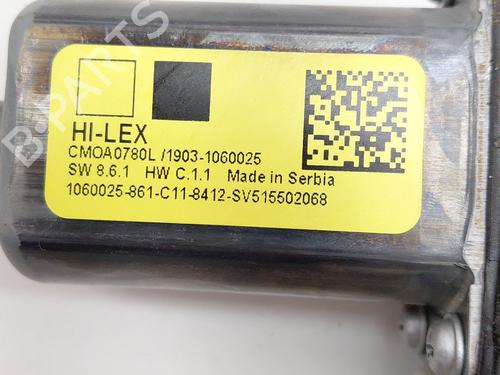 B-PARTS
HI-LEX
CMOA0780L /1903-1060025
SW 8.6.1 HW C.1.1 Made in Serbia
1060025-861-C11-8412-SV515502068